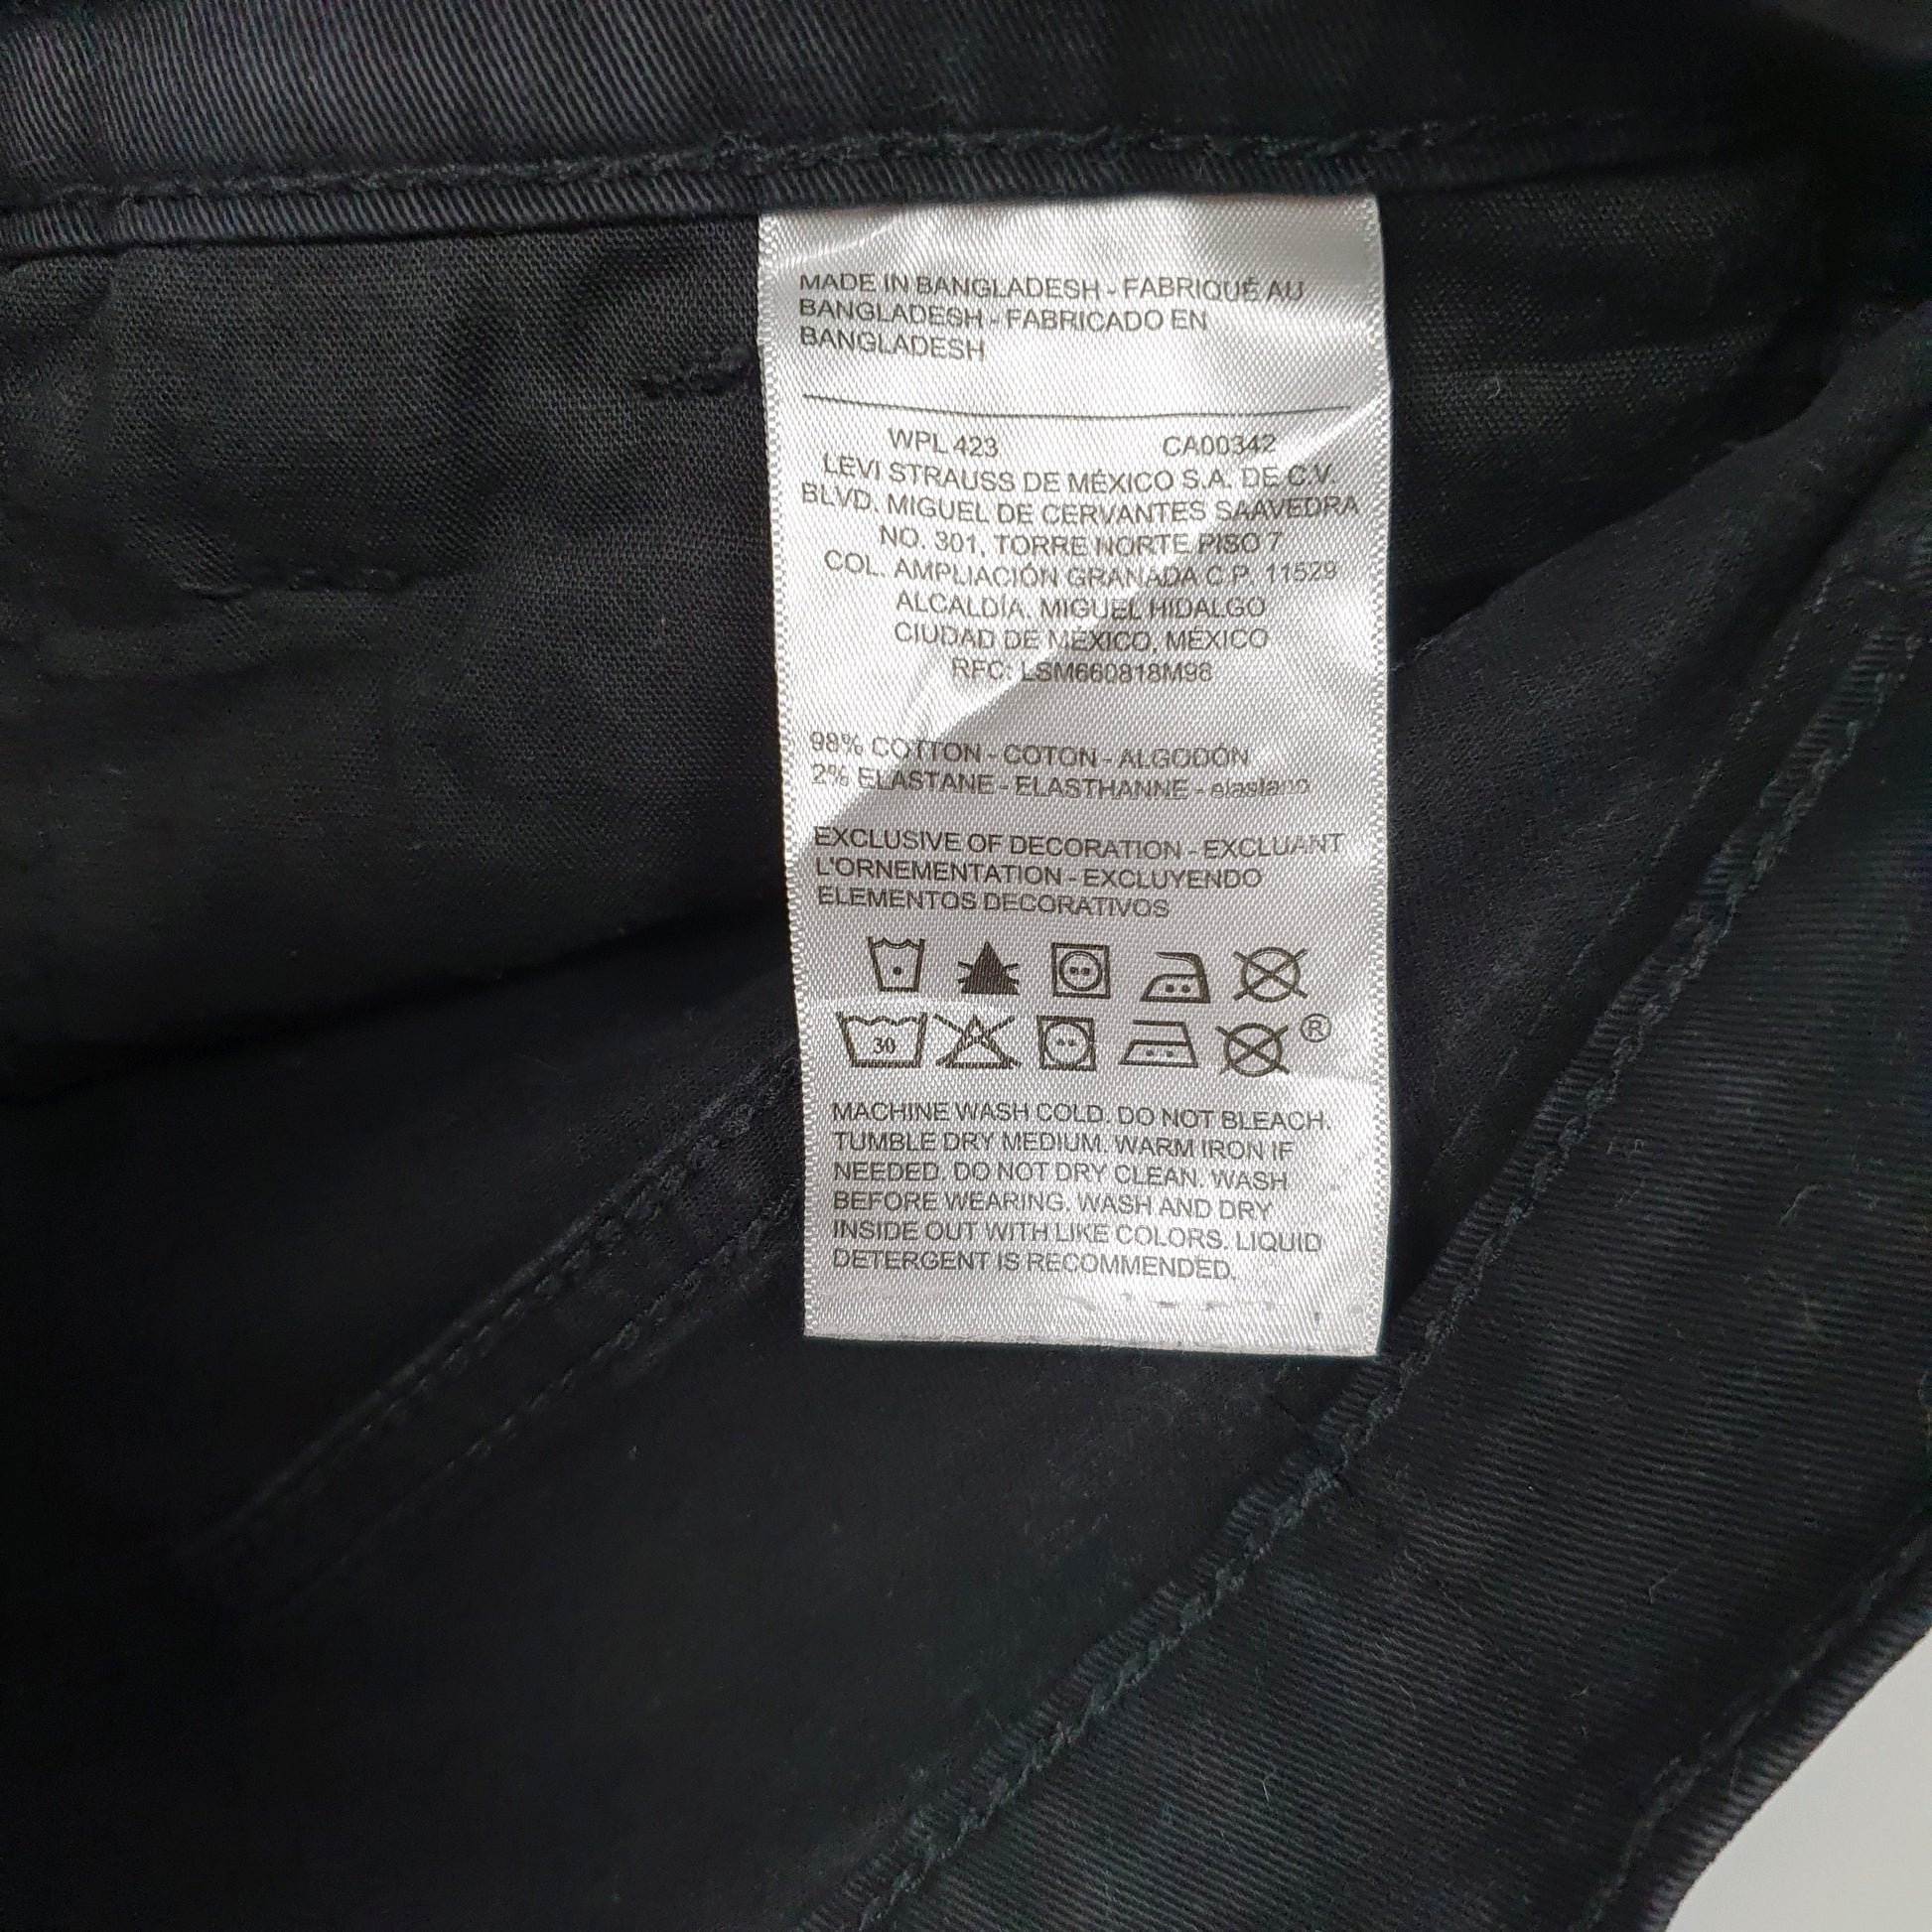 MADE IN BANGLADESH - FABRIQUÉ AU
BANGLADESH - FABRICADO EN
BANGLADESH
WPL 423 CA00342
LEVI STRAUSS DE MÉXICO S.A. DE C.V.
BLVD. MIGUEL DE CERVANTES SAAVEDRA
NO. 301, TORRE NORTE PISO 7
COL. AMPLIACIÓN GRANADA C.P. 11529
ALCALDÍA. MIGUEL HIDALGO
CIUDAD DE MÉXICO, MÉXICO
RFC: LSM660818M98
98% COTTON - COTON - ALGODÓN
2% ELASTANE - ELASTHANNE - elastano
EXCLUSIVE OF DECORATION - EXCLUANT
L'ORNEMENTATION - EXCLUYENDO
ELEMENTOS DECORATIVOS
30 ®
MACHINE WASH COLD. DO NOT BLEACH.
TUMBLE DRY MEDIUM. WARM IRON IF
NEEDED. DO NOT DRY CLEAN. WASH
BEFORE WEARING. WASH AND DRY
INSIDE OUT WITH LIKE COLORS. LIQUID
DETERGENT IS RECOMMENDED.